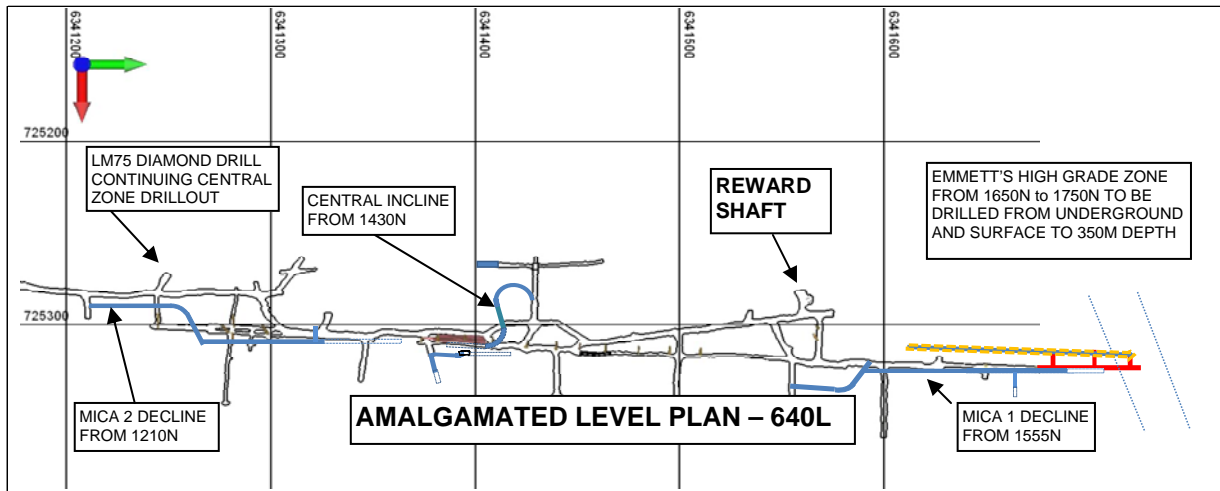 6341200
6341300
6341400
6341500
6341600
725200
LM75 DIAMOND DRILL
CONTINUING CENTRAL
ZONE DRILLOUT
CENTRAL INCLINE
FROM 1430N
REWARD
SHAFT
EMMETT'S HIGH GRADE ZONE
FROM 1650N to 1750N TO BE
DRILLED FROM UNDERGROUND
AND SURFACE TO 350M DEPTH
725300
MICA 2 DECLINE
FROM 1210N
AMALGAMATED LEVEL PLAN – 640L
MICA 1 DECLINE
FROM 1555N